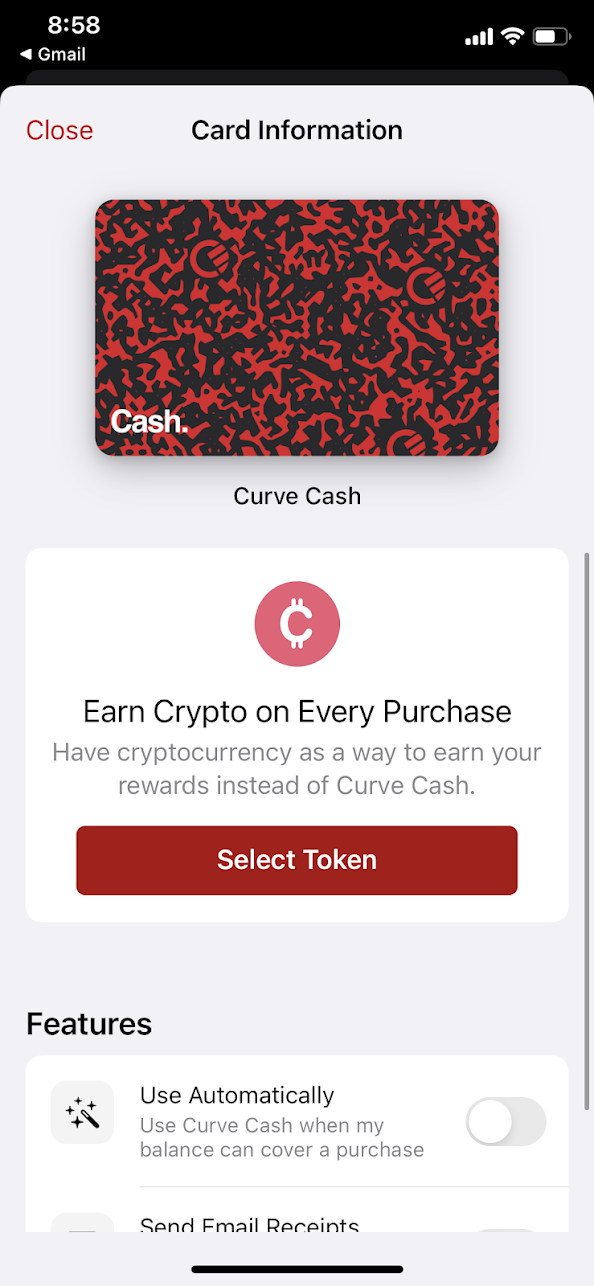 8:58
◀ Gmail
Close
Card Information
Cash.
Curve Cash
Earn Crypto on Every Purchase
Have cryptocurrency as a way to earn your
rewards instead of Curve Cash.
Select Token
Features
Use Automatically
Use Curve Cash when my
balance can cover a purchase
Send Email Receipts